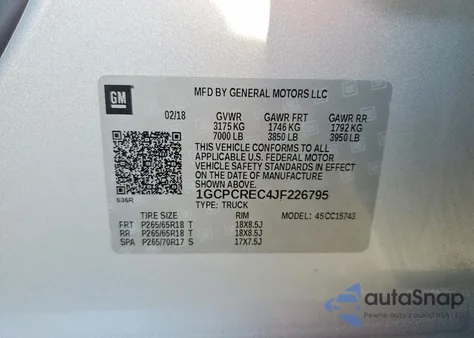 GM
MFD BY GENERAL MOTORS LLC
02/18 GVWR GAWR FRT GAWR RR
3175 KG 1746 KG 1792 KG
7000 LB 3850 LB 3950 LB
THIS VEHICLE CONFORMS TO ALL
APPLICABLE U.S. FEDERAL MOTOR
VEHICLE SAFETY STANDARDS IN EFFECT
ON THE DATE OF MANUFACTURE
SHOWN ABOVE.
1GCPCREC4JF226795
TYPE: TRUCK
S36R
TIRE SIZE RIM MODEL: 4SCC15743
FRT P265/65R18 T 18X8.5J
RR P265/65R18 T 18X8.5J
SPA P265/70R17 S 17X7.5J
autoSnap